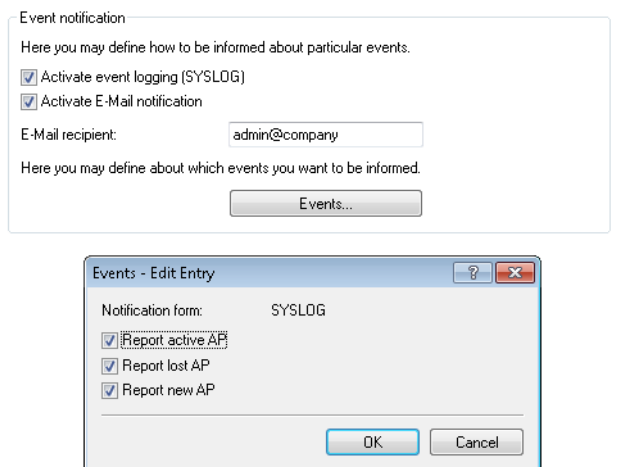 Event notification
Here you may define how to be informed about particular events.
Activate event logging (SYSLOG)
Activate E-Mail notification
E-Mail recipient: admin@company
Here you may define about which events you want to be informed.
Events...
Events - Edit Entry
Notification form: SYSLOG
Report active AP
Report lost AP
Report new AP
OK Cancel